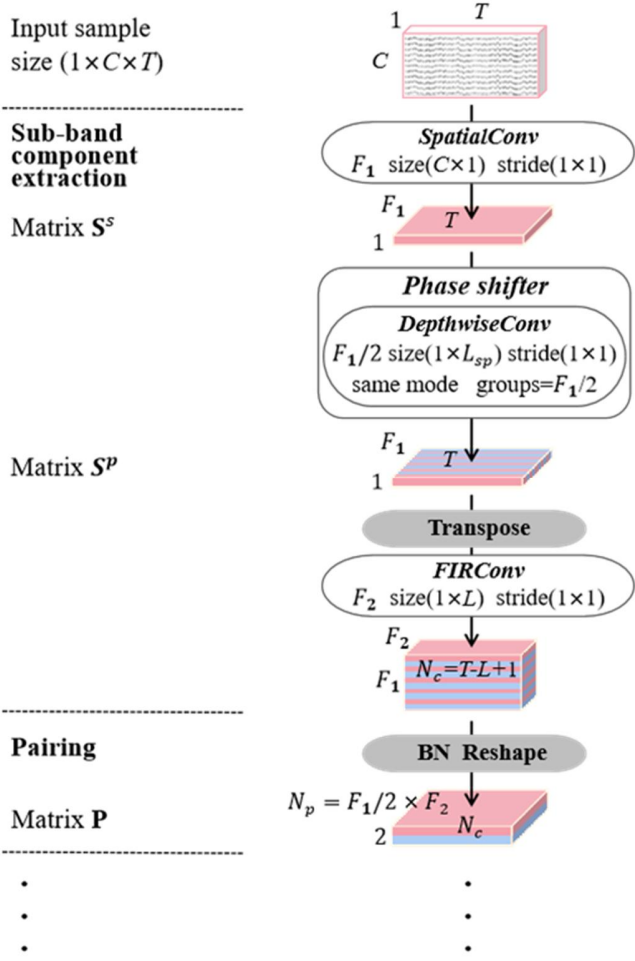 Input sample
size (1×C×T)
1
T
C
Sub-band
component
extraction
SpatialConv
F₁ size(C×1) stride(1×1)
Matrix Sˢ
F₁
T
1
Phase shifter
DepthwiseConv
F₁/2 size(1×Lₛₚ) stride(1×1)
same mode groups=F₁/2
Matrix Sᵖ
F₁
T
1
Transpose
FIRConv
F₂ size(1×L) stride(1×1)
F₂
N_c=T-L+1
F₁
Pairing
BN Reshape
N_p = F₁/2 × F₂
Matrix P
N_c
2